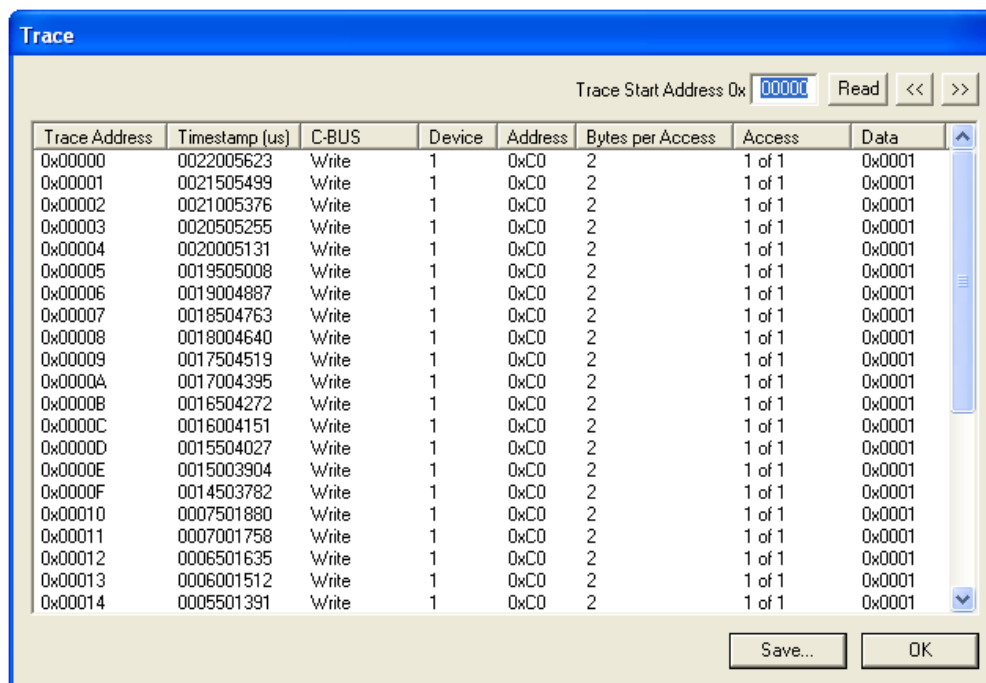 Trace
Trace Start Address 0x 00000 Read << >>
Trace Address Timestamp (us) C-BUS Device Address Bytes per Access Access Data
0x00000 0022005623 Write 1 0xC0 2 1 of 1 0x0001
0x00001 0021505499 Write 1 0xC0 2 1 of 1 0x0001
0x00002 0021005376 Write 1 0xC0 2 1 of 1 0x0001
0x00003 0020505255 Write 1 0xC0 2 1 of 1 0x0001
0x00004 0020005131 Write 1 0xC0 2 1 of 1 0x0001
0x00005 0019505008 Write 1 0xC0 2 1 of 1 0x0001
0x00006 0019004887 Write 1 0xC0 2 1 of 1 0x0001
0x00007 0018504763 Write 1 0xC0 2 1 of 1 0x0001
0x00008 0018004640 Write 1 0xC0 2 1 of 1 0x0001
0x00009 0017504519 Write 1 0xC0 2 1 of 1 0x0001
0x0000A 0017004395 Write 1 0xC0 2 1 of 1 0x0001
0x0000B 0016504272 Write 1 0xC0 2 1 of 1 0x0001
0x0000C 0016004151 Write 1 0xC0 2 1 of 1 0x0001
0x0000D 0015504027 Write 1 0xC0 2 1 of 1 0x0001
0x0000E 0015003904 Write 1 0xC0 2 1 of 1 0x0001
0x0000F 0014503782 Write 1 0xC0 2 1 of 1 0x0001
0x00010 0007501880 Write 1 0xC0 2 1 of 1 0x0001
0x00011 0007001758 Write 1 0xC0 2 1 of 1 0x0001
0x00012 0006501635 Write 1 0xC0 2 1 of 1 0x0001
0x00013 0006001512 Write 1 0xC0 2 1 of 1 0x0001
0x00014 0005501391 Write 1 0xC0 2 1 of 1 0x0001
Save... OK